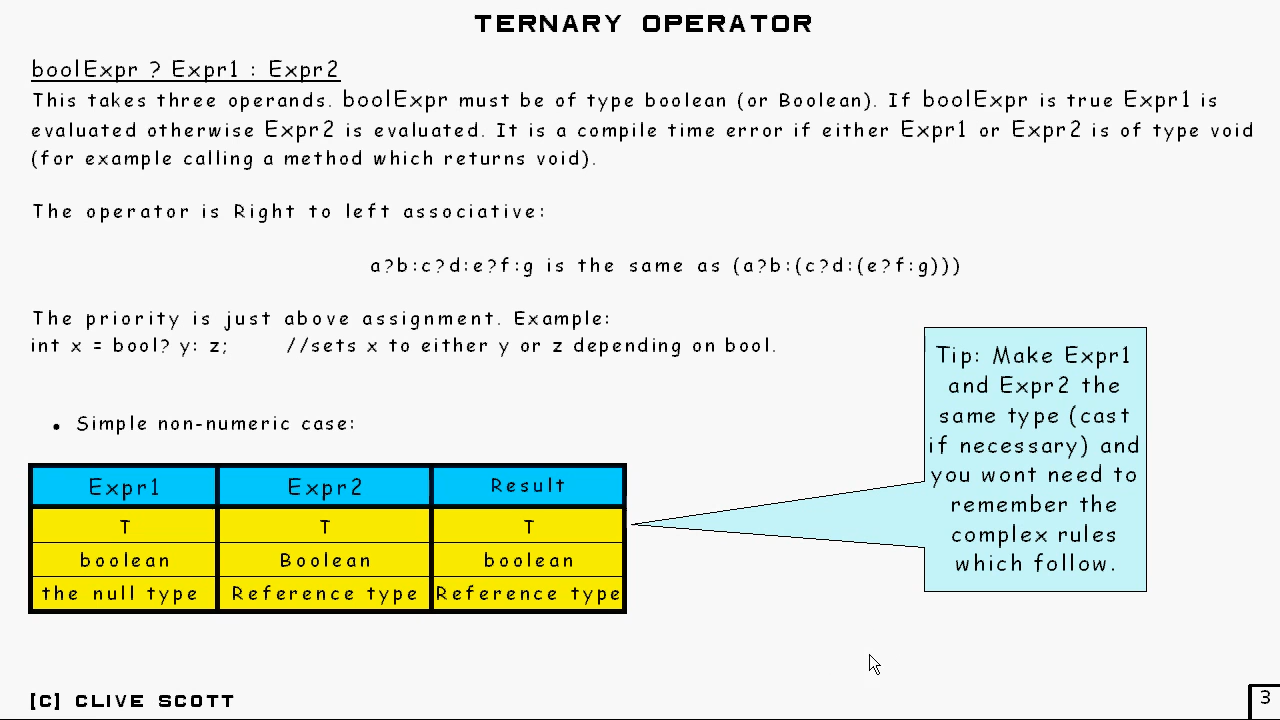 TERNARY OPERATOR
boolExpr ? Expr1 : Expr2
This takes three operands. boolExpr must be of type boolean (or Boolean). If boolExpr is true Expr1 is
evaluated otherwise Expr2 is evaluated. It is a compile time error if either Expr1 or Expr2 is of type void
(for example calling a method which returns void).
The operator is Right to left associative:
a?b:c?d:e?f:g is the same as (a?b:(c?d:(e?f:g)))
The priority is just above assignment. Example:
int x = bool? y: z; //sets x to either y or z depending on bool.
• Simple non-numeric case:
Expr1 Expr2 Result
T T T
boolean Boolean boolean
the null type Reference type Reference type
Tip: Make Expr1
and Expr2 the
same type (cast
if necessary) and
you wont need to
remember the
complex rules
which follow.
[C] CLIVE SCOTT
3